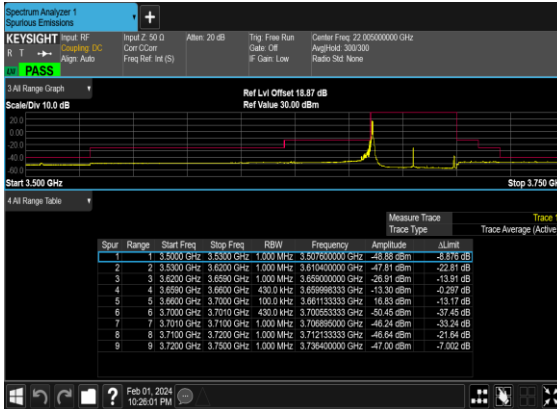 Spectrum Analyzer 1
Spurious Emissions
+
KEYSIGHT Input: RF Input Z: 50 Ω Atten: 20 dB Trig: Free Run Center Freq: 22.005000000 GHz
R T Coupling: DC Corr CCorr Gate: Off Avg|Hold: 300/300
Align: Auto Freq Ref: Int (S) IF Gain: Low Radio Std: None
PASS
3 All Range Graph
Ref Lvl Offset 18.87 dB
Scale/Div 10.0 dB Ref Value 30.00 dBm
20.0
0.00
-20.0
-40.0
-60.0
Start 3.500 GHz Stop 3.750 GH
4 All Range Table
Measure Trace Trace 1
Trace Type Trace Average (Active
Spur Range Start Freq Stop Freq RBW Frequency Amplitude ΔLimit
1 1 3.5000 GHz 3.5300 GHz 1.000 MHz 3.507600000 GHz -48.88 dBm -8.876 dB
2 2 3.5300 GHz 3.6200 GHz 1.000 MHz 3.610400000 GHz -47.81 dBm -22.81 dB
3 3 3.6200 GHz 3.6590 GHz 1.000 MHz 3.659000000 GHz -26.91 dBm -13.91 dB
4 4 3.6590 GHz 3.6600 GHz 430.0 kHz 3.659998333 GHz -13.30 dBm -0.297 dB
5 5 3.6600 GHz 3.7000 GHz 100.0 kHz 3.661133333 GHz 16.83 dBm -13.17 dB
6 6 3.7000 GHz 3.7010 GHz 430.0 kHz 3.700553333 GHz -50.45 dBm -37.45 dB
7 7 3.7010 GHz 3.7100 GHz 1.000 MHz 3.706895000 GHz -46.24 dBm -33.24 dB
8 8 3.7100 GHz 3.7200 GHz 1.000 MHz 3.712133333 GHz -46.64 dBm -21.64 dB
9 9 3.7200 GHz 3.7500 GHz 1.000 MHz 3.736400000 GHz -47.00 dBm -7.002 dB
? Feb 01, 2024
10:26:01 PM